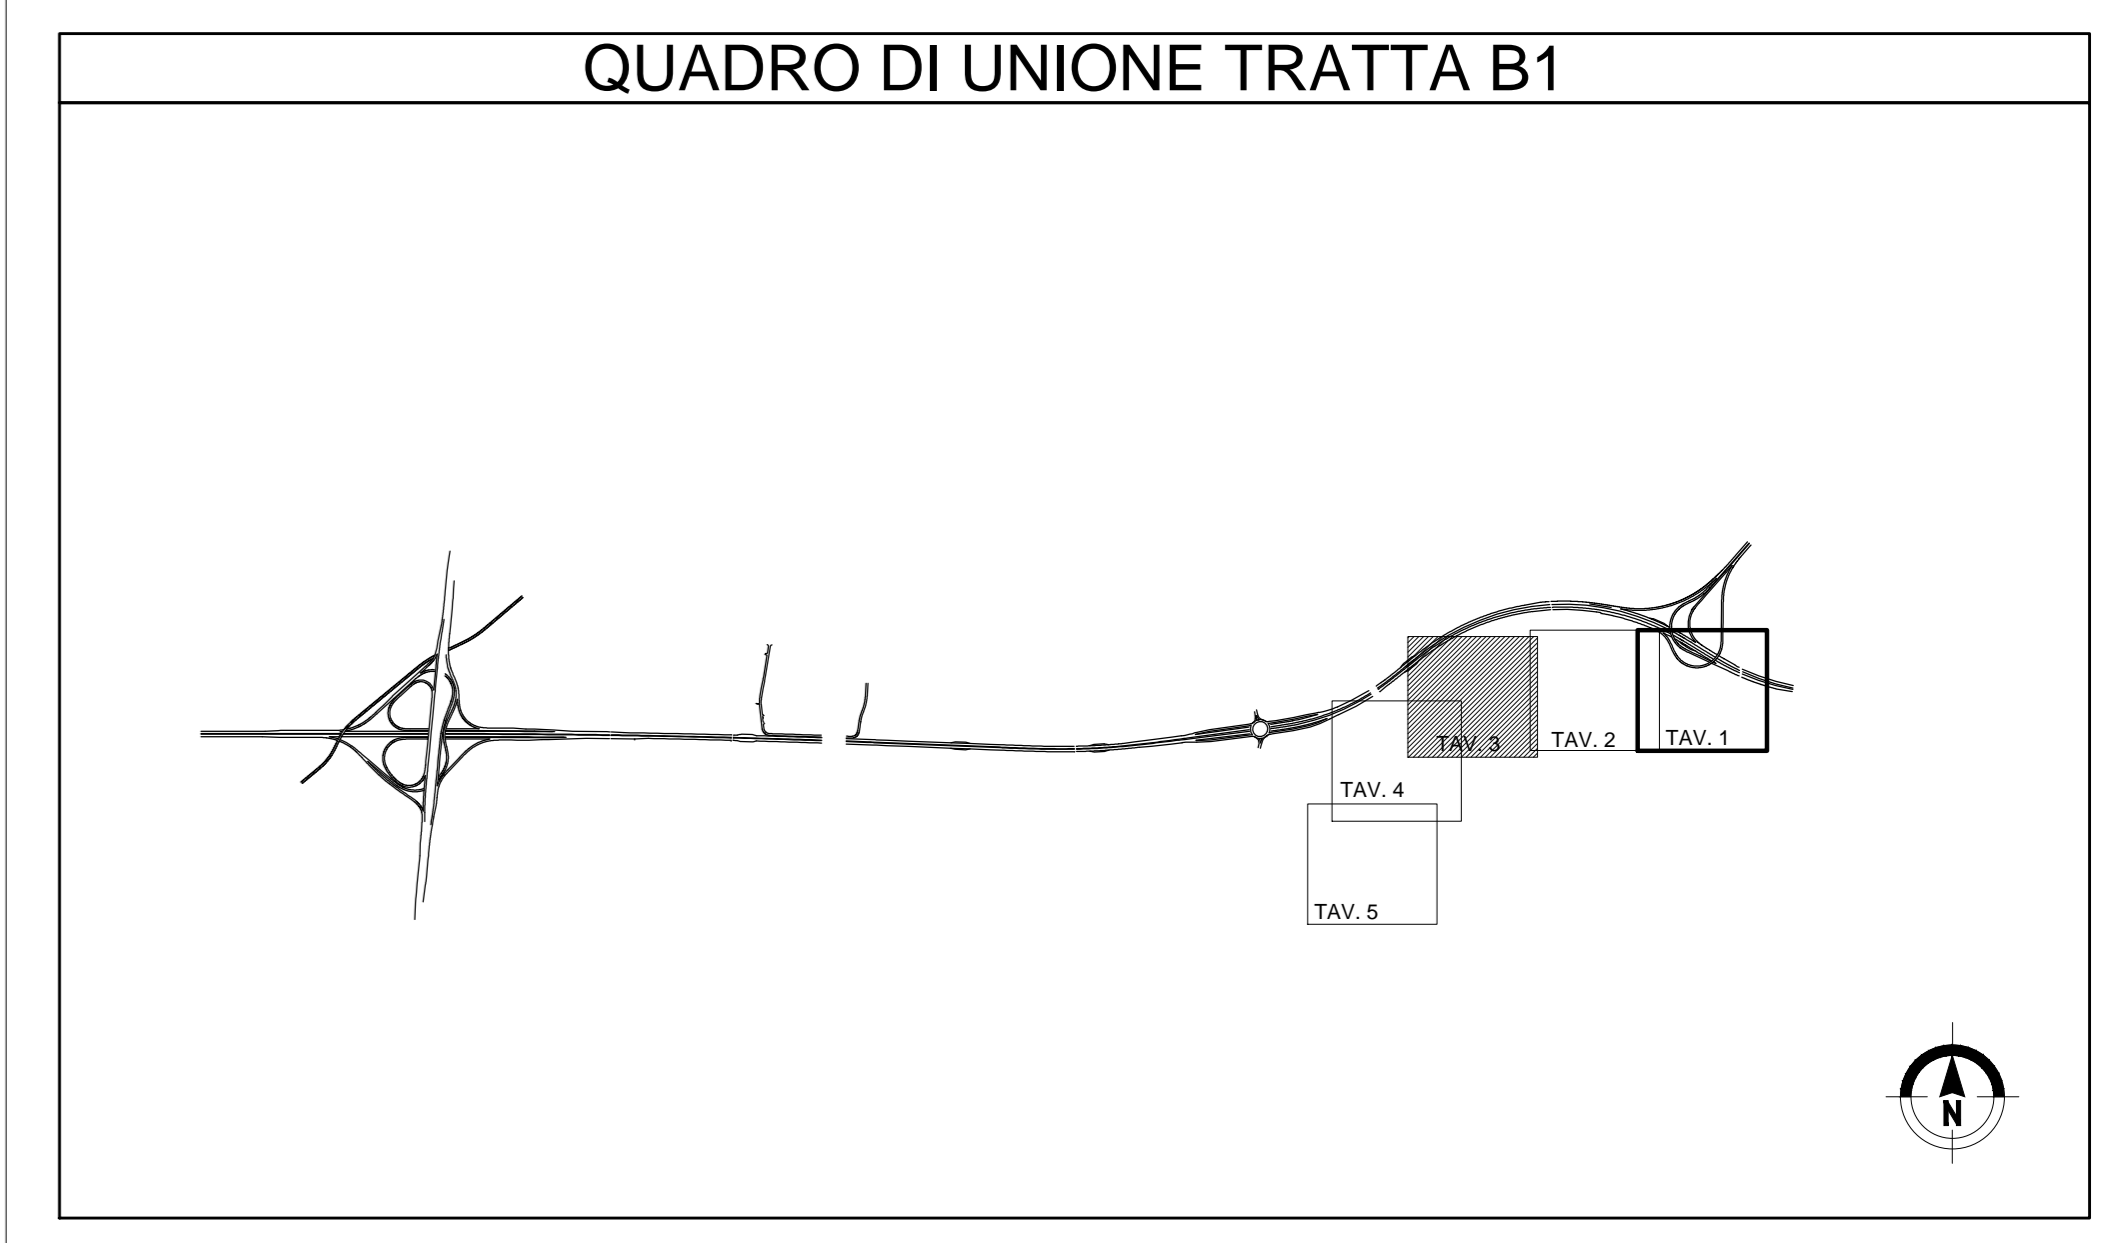 QUADRO DI UNIONE TRATTA B1
TAV. 3
TAV. 2
TAV. 1
TAV. 4
TAV. 5
N